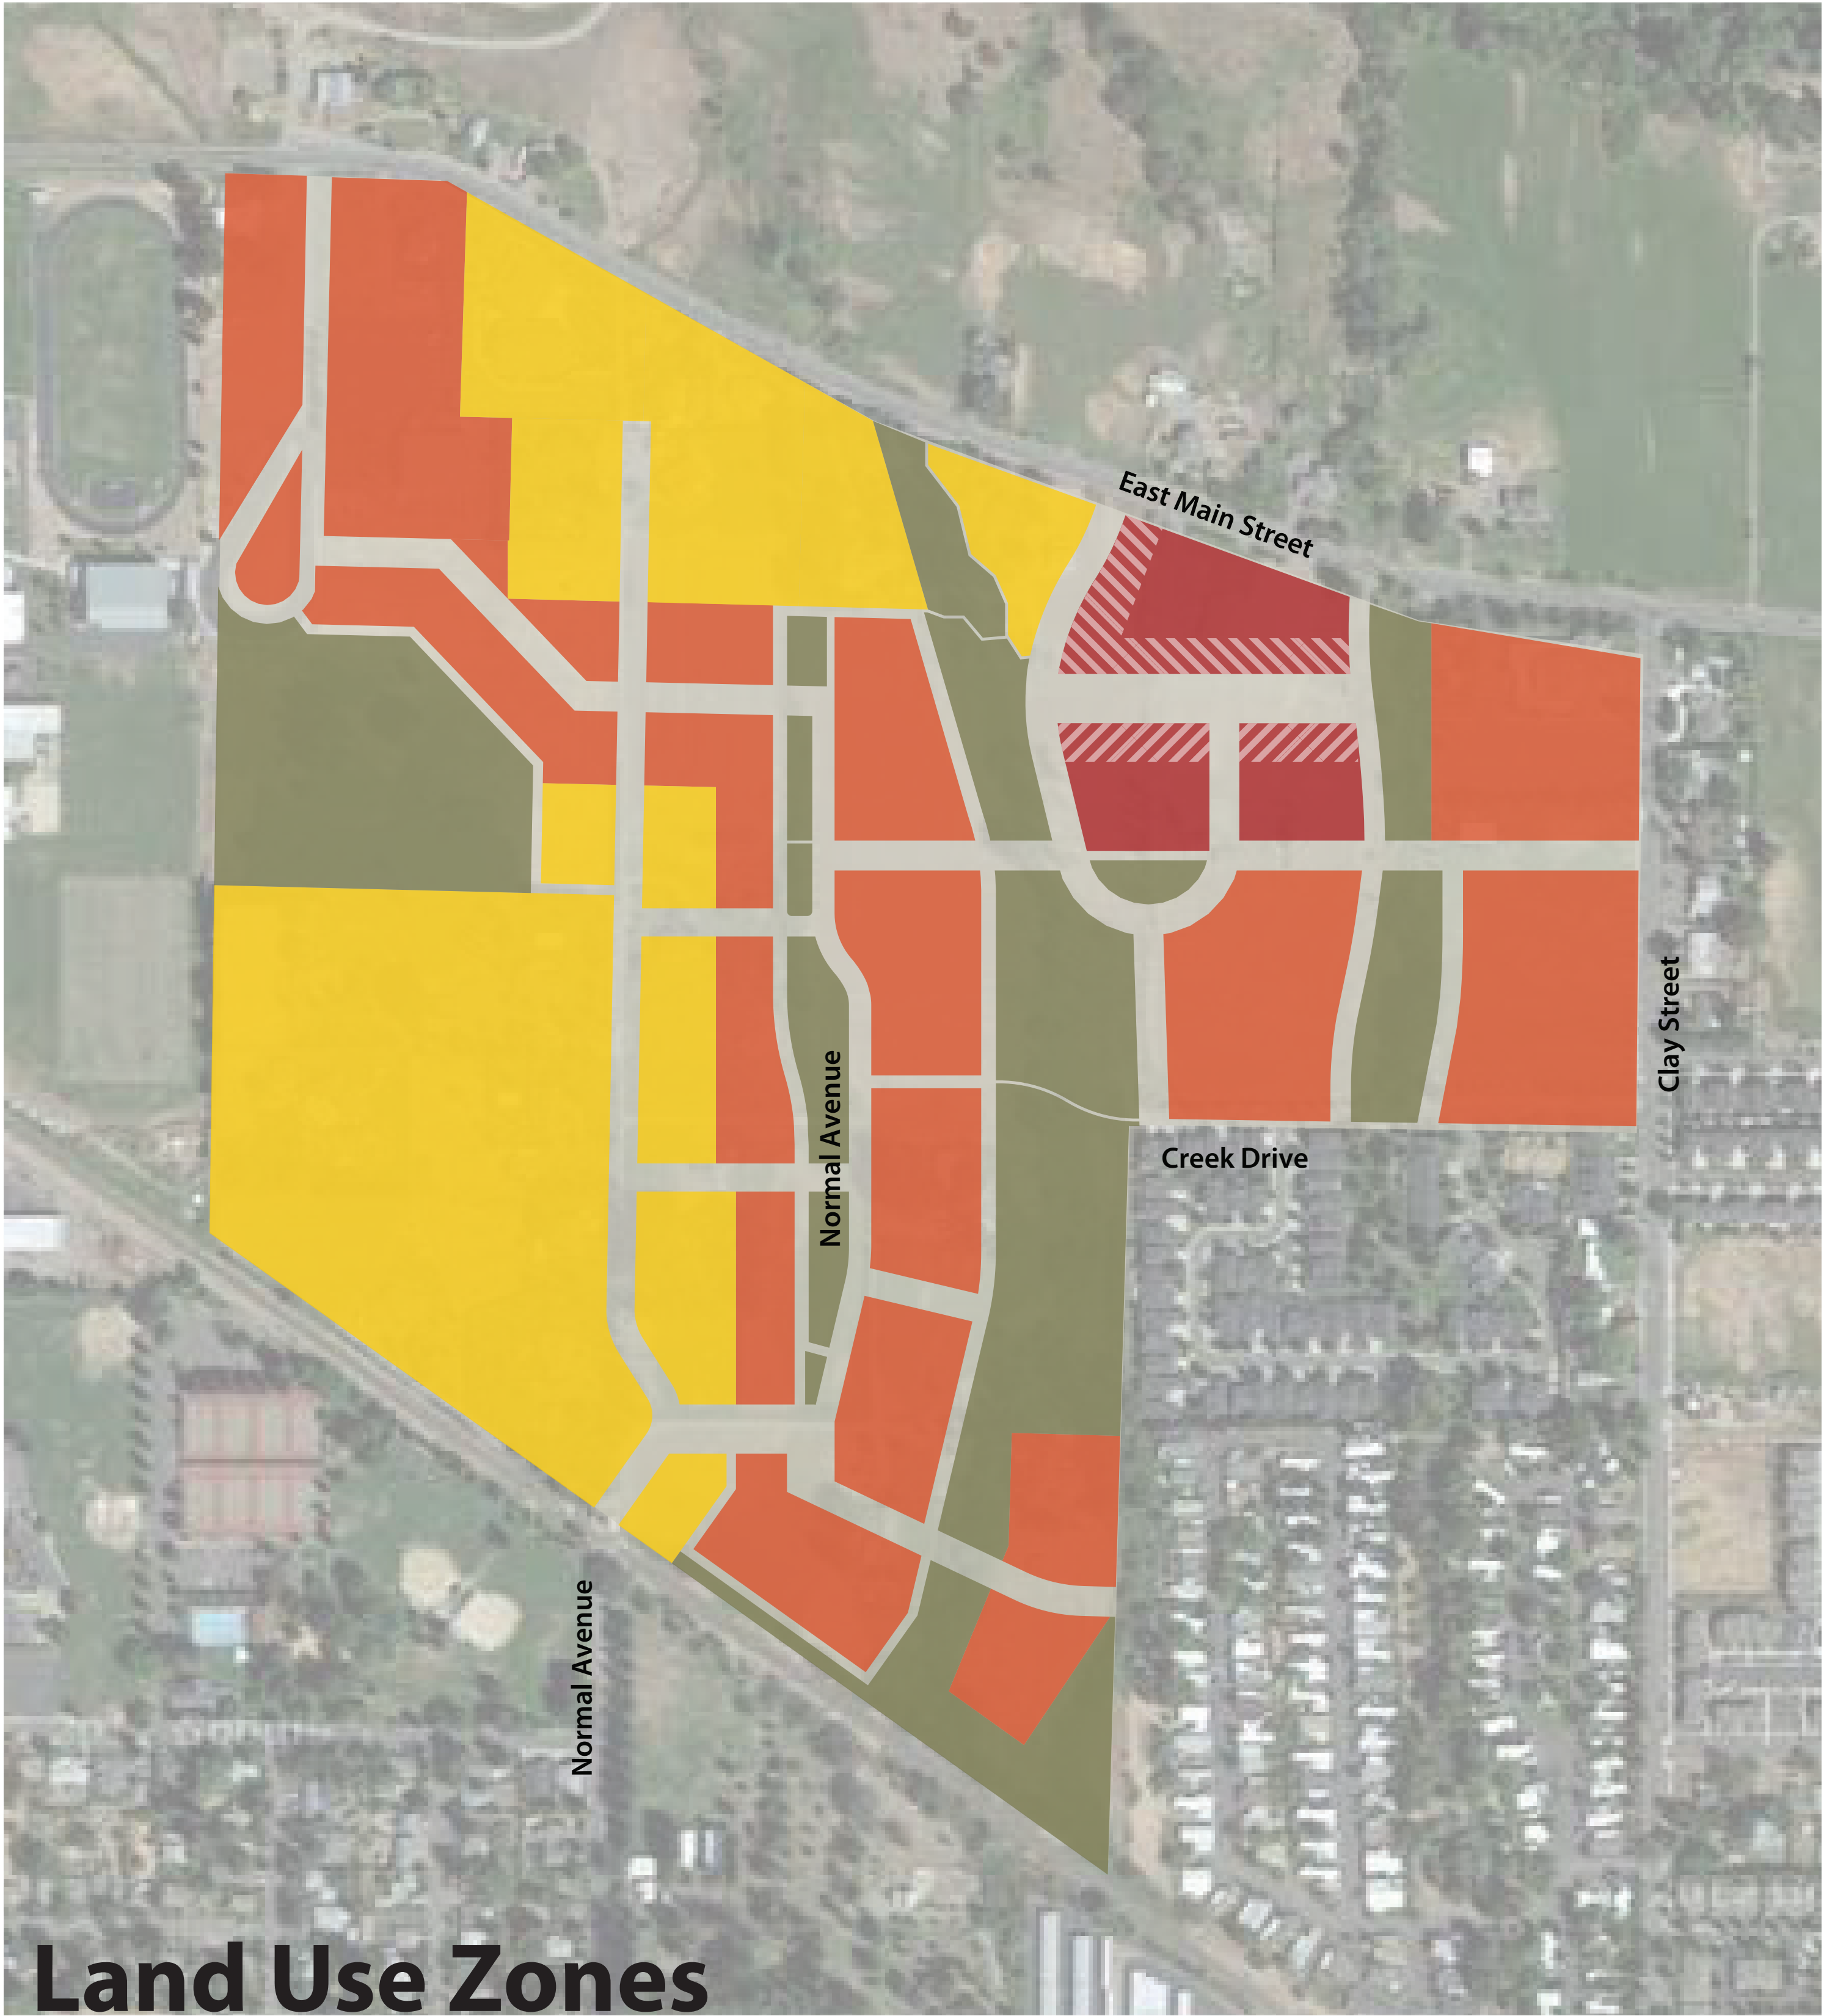 East Main Street
Clay Street
Normal Avenue
Creek Drive
Normal Avenue
Land Use Zones